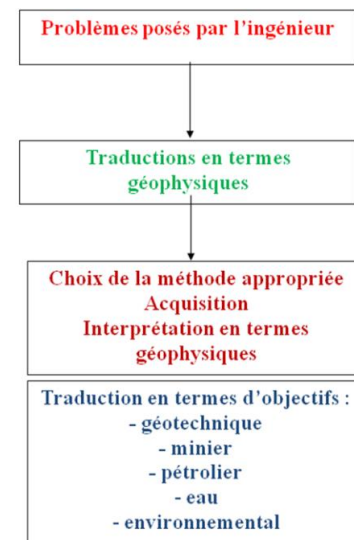 Problèmes posés par l'ingénieur
Traductions en termes
géophysiques
Choix de la méthode appropriée
Acquisition
Interprétation en termes
géophysiques
Traduction en termes d'objectifs :
- géotechnique
- minier
- pétrolier
- eau
- environnemental